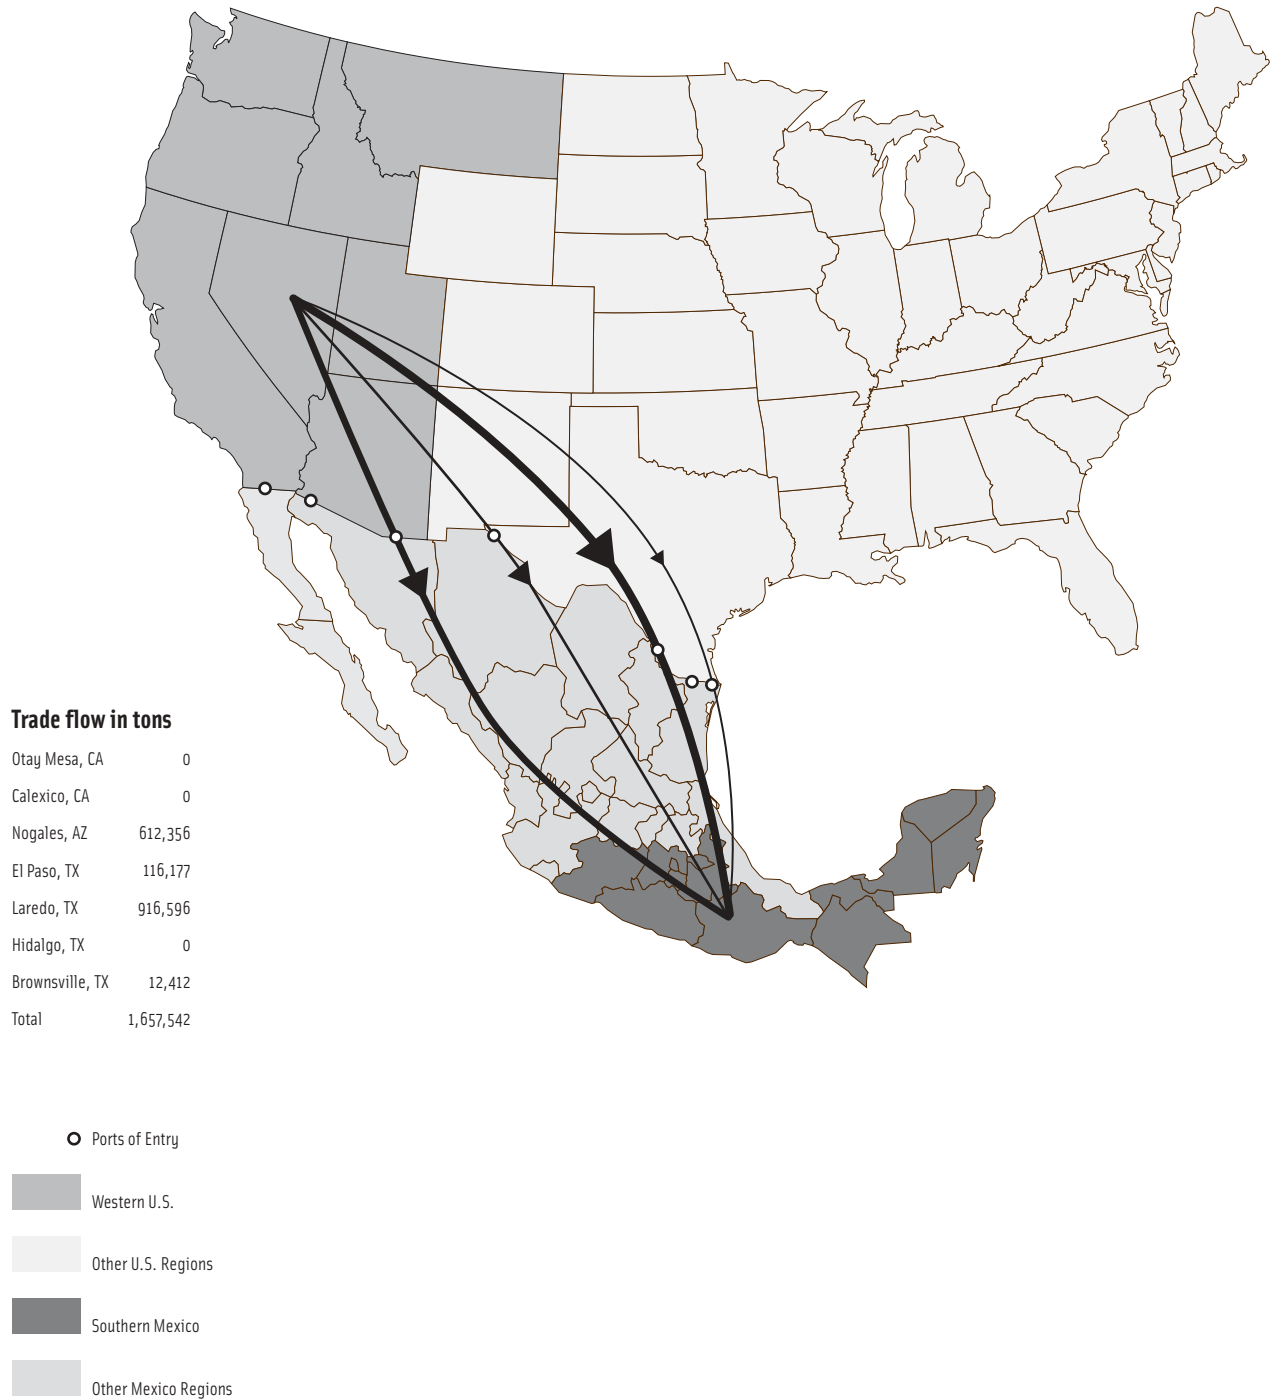 Trade flow in tons
Otay Mesa, CA 0
Calexico, CA 0
Nogales, AZ 612,356
El Paso, TX 116,177
Laredo, TX 916,596
Hidalgo, TX 0
Brownsville, TX 12,412
Total 1,657,542
Ports of Entry
Western U.S.
Other U.S. Regions
Southern Mexico
Other Mexico Regions